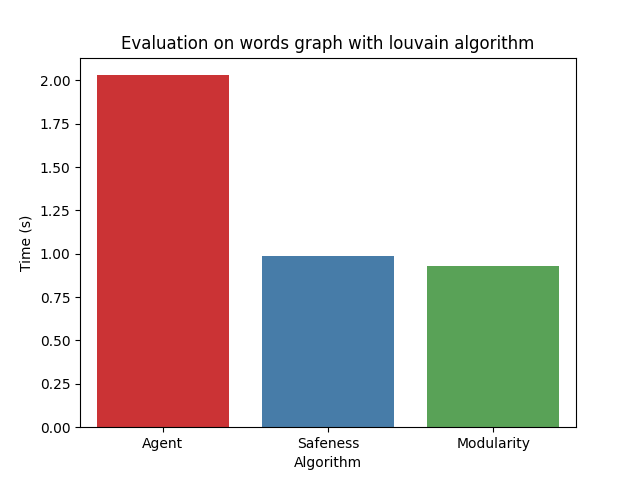 Evaluation on words graph with louvain algorithm
Time (s)
2.00
1.75
1.50
1.25
1.00
0.75
0.50
0.25
0.00
Agent Safeness Modularity
Algorithm